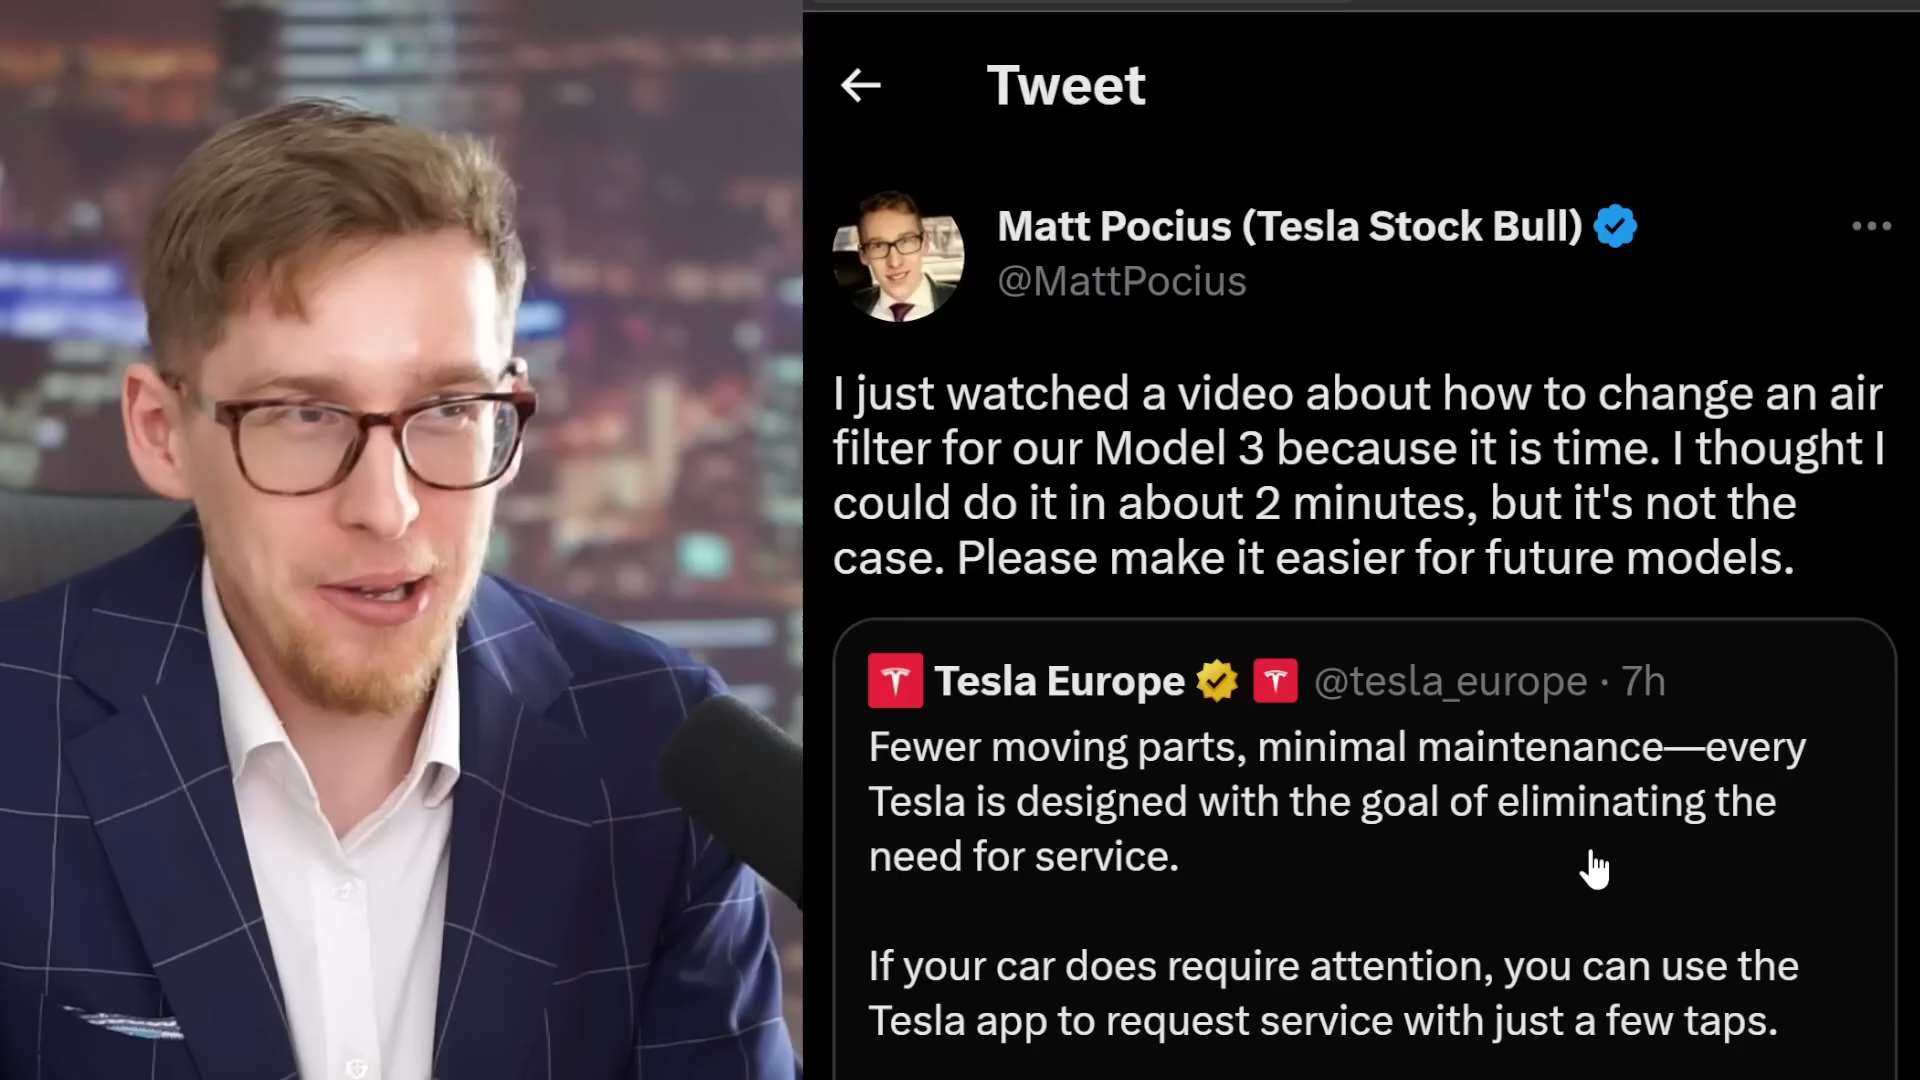 Tweet
Matt Pocius (Tesla Stock Bull)
@MattPocius
I just watched a video about how to change an air
filter for our Model 3 because it is time. I thought I
could do it in about 2 minutes, but it's not the
case. Please make it easier for future models.
Tesla Europe @tesla_europe · 7h
Fewer moving parts, minimal maintenance—every
Tesla is designed with the goal of eliminating the
need for service.
If your car does require attention, you can use the
Tesla app to request service with just a few taps.